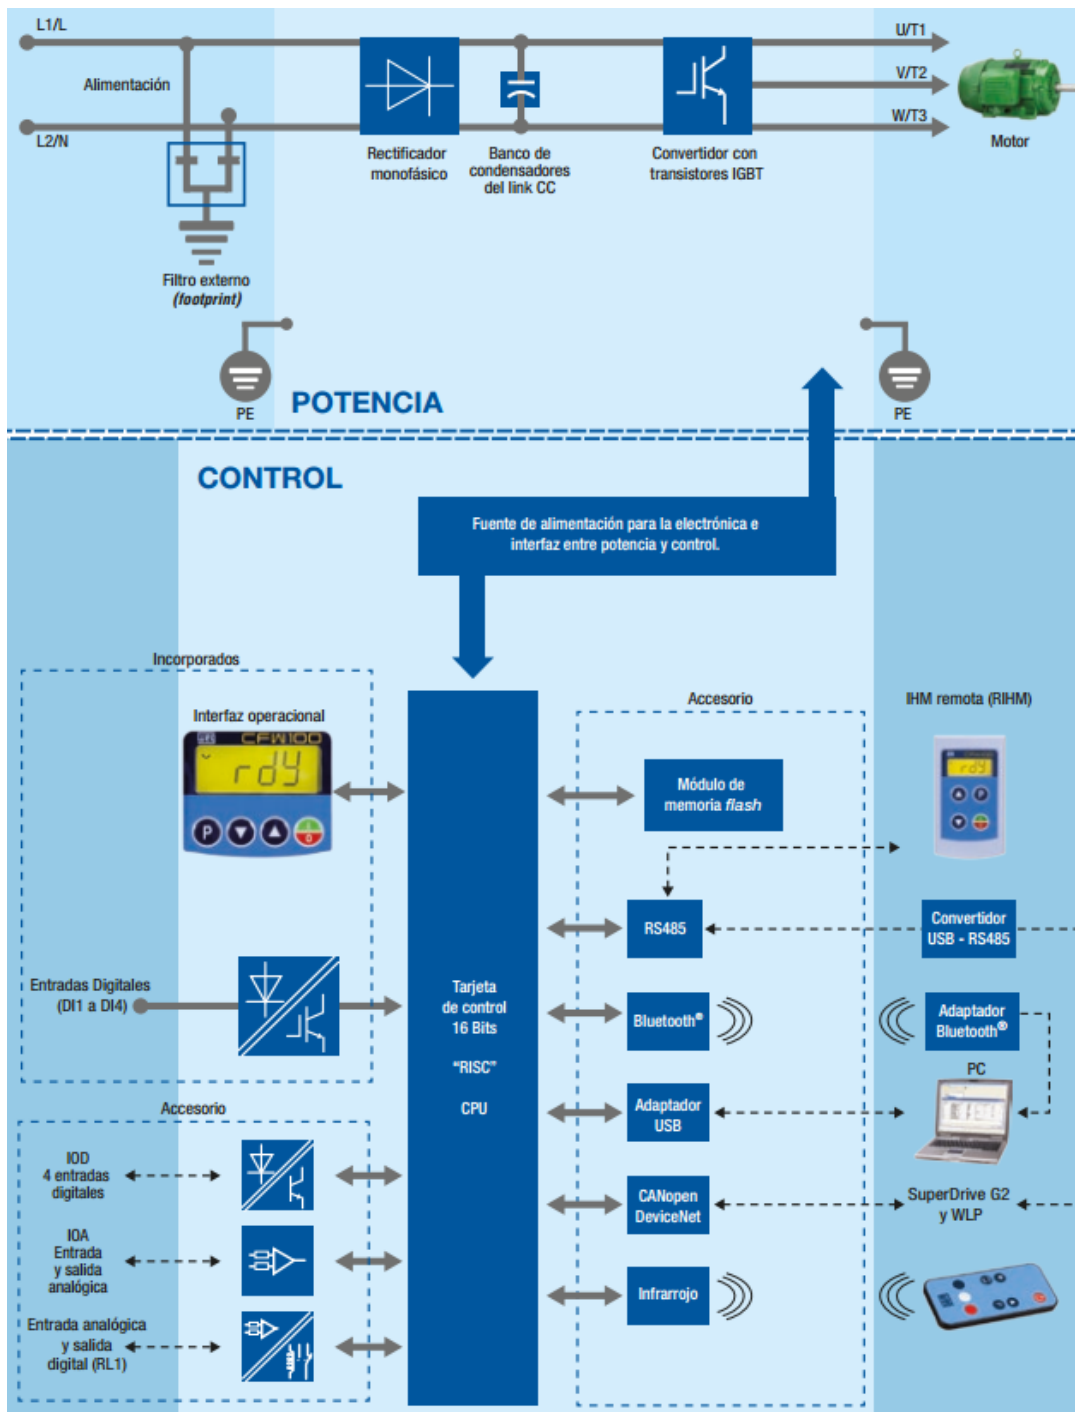 L1/L
U/T1
Alimentación
V/T2
L2/N
W/T3
Motor
Rectificador
monofásico
Banco de
condensadores
del link CC
Convertidor con
transistores IGBT
Filtro externo
(footprint)
PE
POTENCIA
PE
CONTROL
Fuente de alimentación para la electrónica e
interfaz entre potencia y control.
Incorporados
Interfaz operacional
CFW100
rdy
P
Entradas Digitales
(DI1 a DI4)
Accesorio
IOD
4 entradas
digitales
IOA
Entrada
y salida
analógica
Entrada analógica
y salida
digital (RL1)
Tarjeta
de control
16 Bits
“RISC”
CPU
Accesorio
Módulo de
memoria flash
RS485
Bluetooth®
Adaptador
USB
CANopen
DeviceNet
Infrarrojo
IHM remota (RIHM)
rdy
P
Convertidor
USB - RS485
Adaptador
Bluetooth®
PC
SuperDrive G2
y WLP